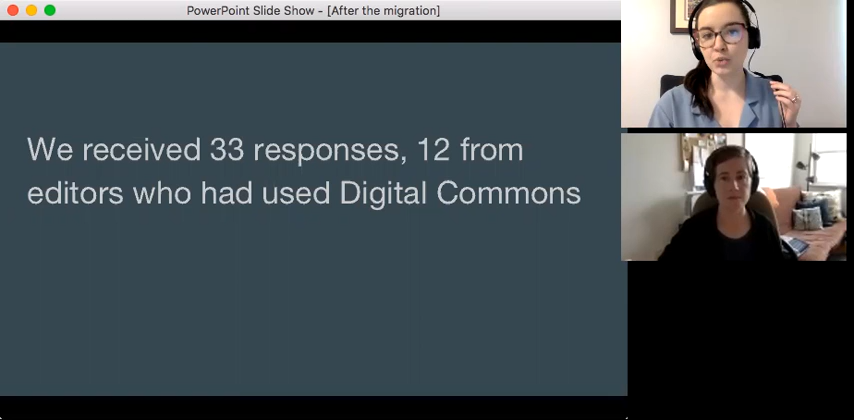 PowerPoint Slide Show - [After the migration]
We received 33 responses, 12 from
editors who had used Digital Commons